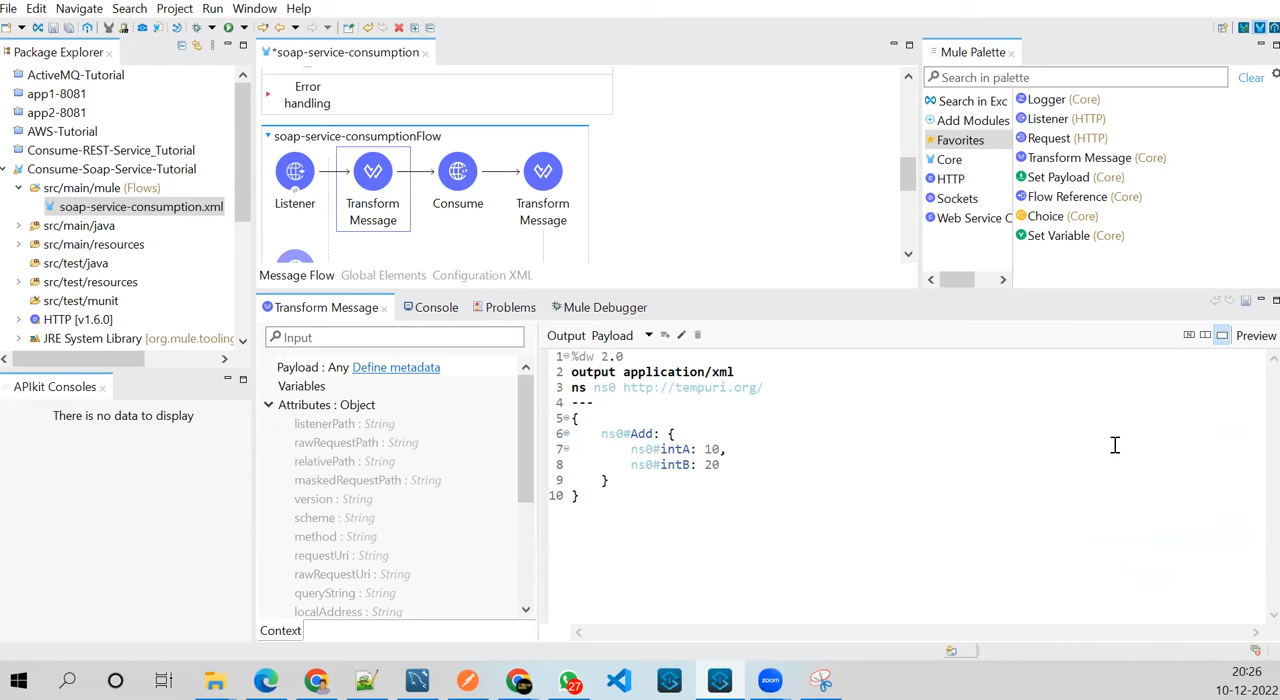 File Edit Navigate Search Project Run Window Help
Package Explorer
ActiveMQ-Tutorial
app1-8081
app2-8081
AWS-Tutorial
Consume-REST-Service_Tutorial
Consume-Soap-Service-Tutorial
src/main/mule (Flows)
soap-service-consumption.xml
src/main/java
src/main/resources
src/test/java
src/test/resources
src/test/munit
HTTP [v1.6.0]
JRE System Library [org.mule.tooling
APIkit Consoles
There is no data to display
*soap-service-consumption
Error
handling
soap-service-consumptionFlow
Listener
Transform
Message
Consume
Transform
Message
Message Flow Global Elements Configuration XML
Mule Palette
Search in palette
Clear
Search in Exc
Add Modules
Favorites
Core
HTTP
Sockets
Web Service C
Logger (Core)
Listener (HTTP)
Request (HTTP)
Transform Message (Core)
Set Payload (Core)
Flow Reference (Core)
Choice (Core)
Set Variable (Core)
Transform Message Console Problems Mule Debugger
Input
Payload : Any Define metadata
Variables
Attributes : Object
listenerPath : String
rawRequestPath : String
relativePath : String
maskedRequestPath : String
version : String
scheme : String
method : String
requestUri : String
rawRequestUri : String
queryString : String
localAddress : String
Context
Output Payload
Preview
1 %dw 2.0
2 output application/xml
3 ns ns0 http://tempuri.org/
4 ---
5 {
6 ns0#Add: {
7 ns0#intA: 10,
8 ns0#intB: 20
9 }
10 }
27
20:26
10-12-2023